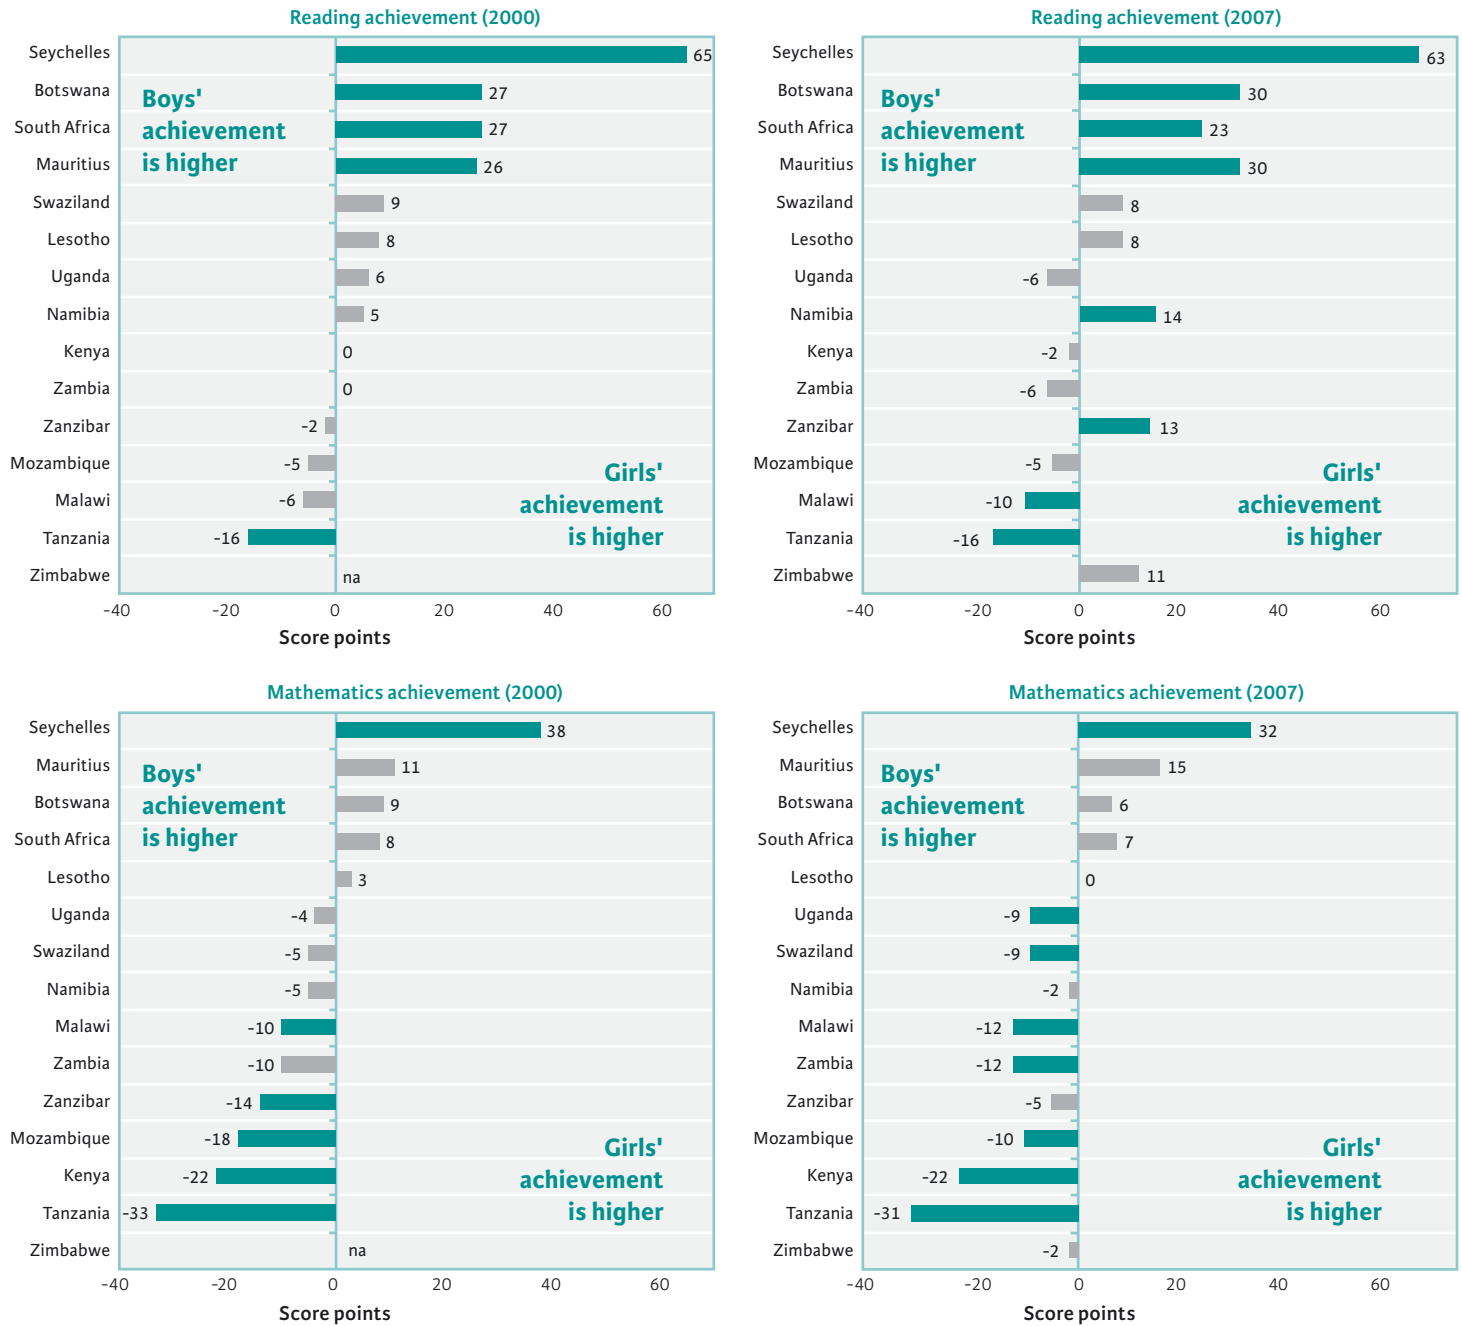 Reading achievement (2000)
Seychelles 65
Botswana 27
South Africa 27
Mauritius 26
Swaziland 9
Lesotho 8
Uganda 6
Namibia 5
Kenya 0
Zambia 0
Zanzibar -2
Mozambique -5
Malawi -6
Tanzania -16
Zimbabwe na
Boys'
achievement
is higher
Girls'
achievement
is higher
-40 -20 0 20 40 60
Score points
Reading achievement (2007)
Seychelles 63
Botswana 30
South Africa 23
Mauritius 30
Swaziland 8
Lesotho 8
Uganda -6
Namibia 14
Kenya -2
Zambia -6
Zanzibar 13
Mozambique -5
Malawi -10
Tanzania -16
Zimbabwe 11
Boys'
achievement
is higher
Girls'
achievement
is higher
-40 -20 0 20 40 60
Score points
Mathematics achievement (2000)
Seychelles 38
Mauritius 11
Botswana 9
South Africa 8
Lesotho 3
Uganda -4
Swaziland -5
Namibia -5
Malawi -10
Zambia -10
Zanzibar -14
Mozambique -18
Kenya -22
Tanzania -33
Zimbabwe na
Boys'
achievement
is higher
Girls'
achievement
is higher
-40 -20 0 20 40 60
Score points
Mathematics achievement (2007)
Seychelles 32
Mauritius 15
Botswana 6
South Africa 7
Lesotho 0
Uganda -9
Swaziland -9
Namibia -2
Malawi -12
Zambia -12
Zanzibar -5
Mozambique -10
Kenya -22
Tanzania -31
Zimbabwe -2
Boys'
achievement
is higher
Girls'
achievement
is higher
-40 -20 0 20 40 60
Score points